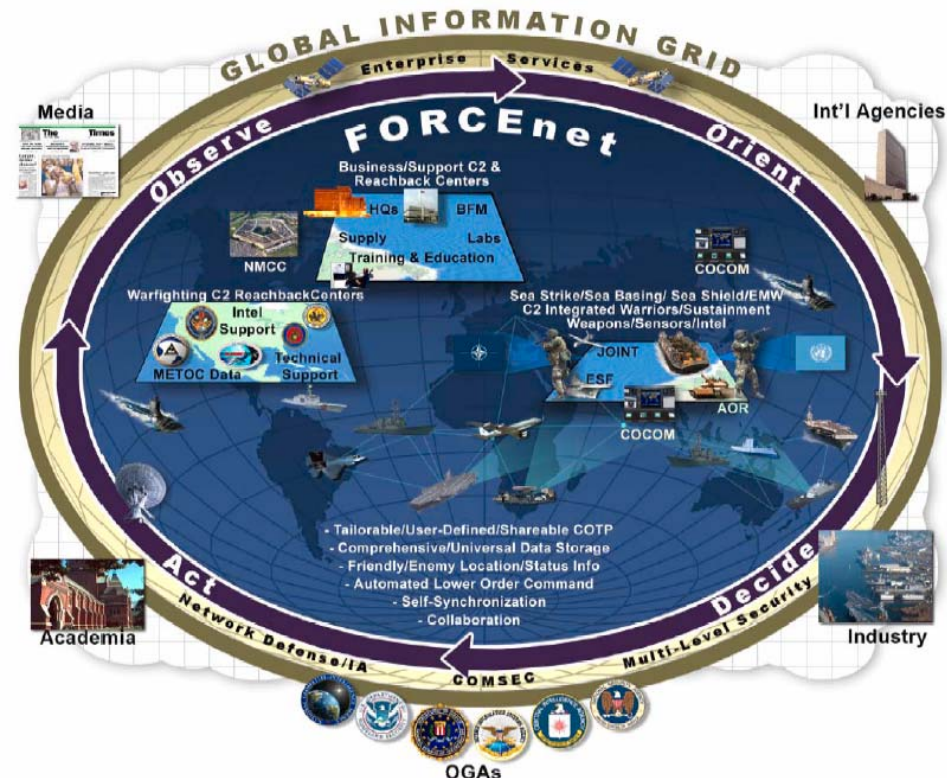 GLOBAL INFORMATION GRID
Enterprise Services
Media
Int'l Agencies
The Times
Observe
Orient
FORCEnet
Business/Support C2 &
Reachback Centers
HQs BFM
Supply Labs
Training & Education
NMCC
COCOM
Warfighting C2 ReachbackCenters
Intel
Support
Technical
Support
METOC Data
Sea Strike/Sea Basing/ Sea Shield/EMW
C2 Integrated Warriors/Sustainment
Weapons/Sensors/Intel
JOINT
ESF
AOR
COCOM
- Tailorable/User-Defined/Shareable COTP
- Comprehensive/Universal Data Storage
- Friendly/Enemy Location/Status Info
- Automated Lower Order Command
- Self-Synchronization
- Collaboration
Act
Decide
Academia
Industry
Network Defense/IA
COMSEC
Multi-Level Security
OGAs